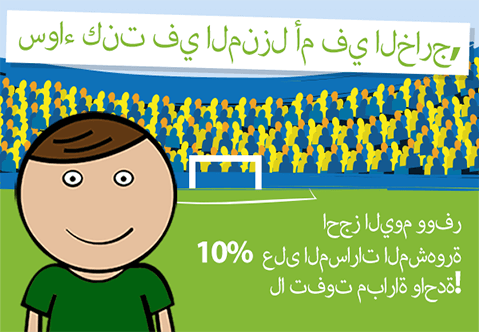 سواء كنت في المنزل أم في الخارج,
احجز اليوم ووفر
10% على المسارات المشهورة
لا تفوت مباراة واحدة!